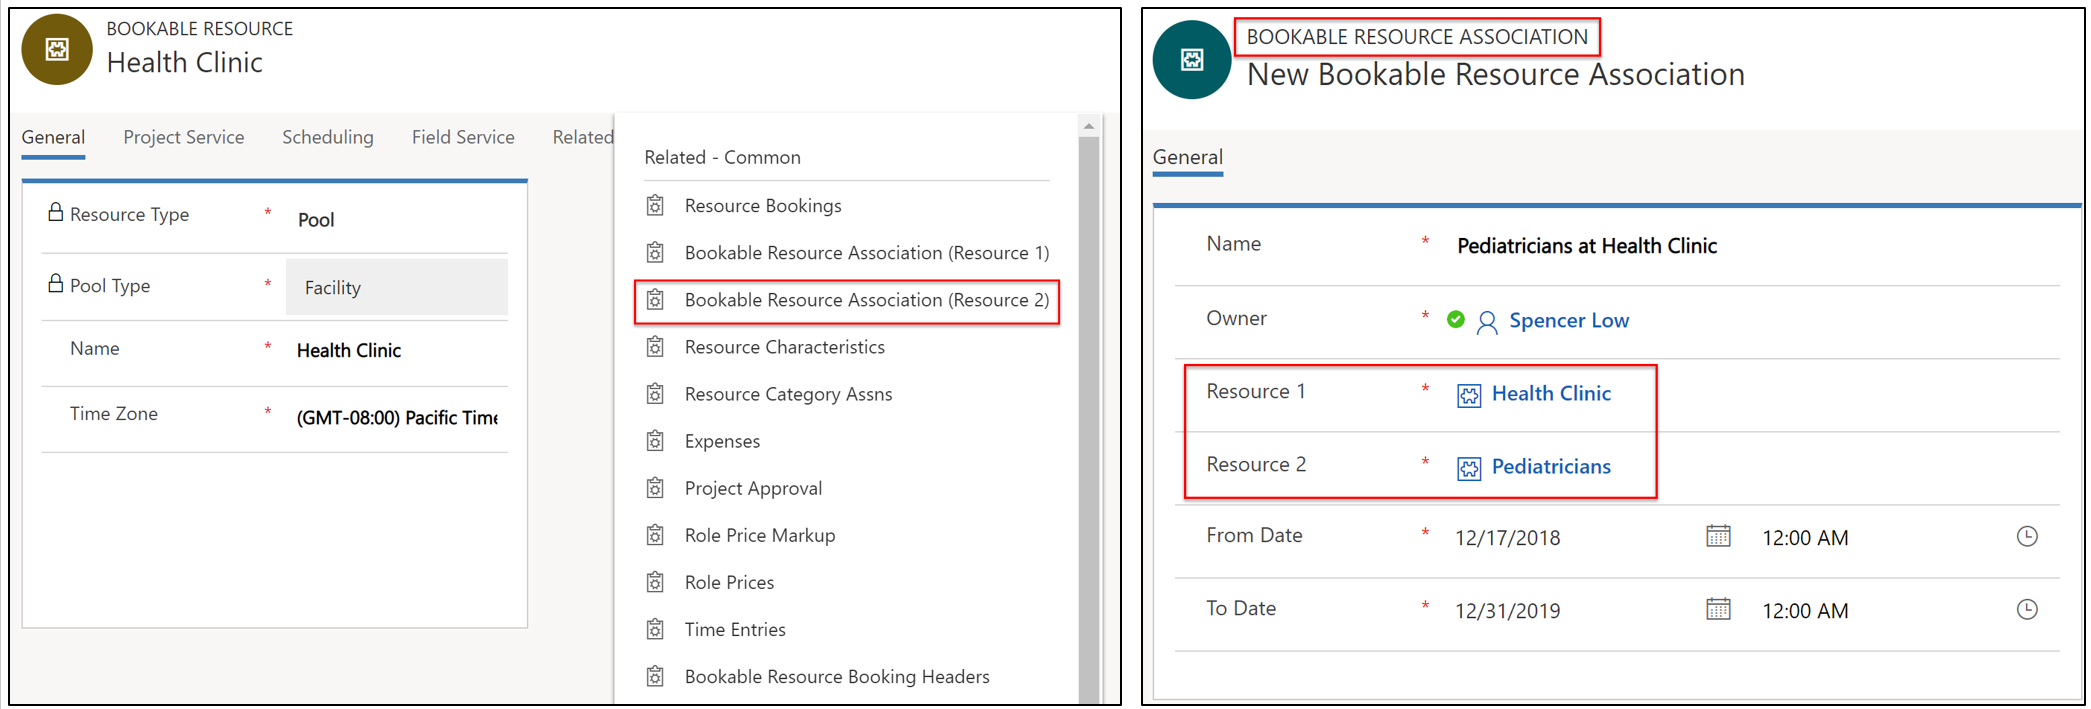 BOOKABLE RESOURCE
Health Clinic
General Project Service Scheduling Field Service Related
Resource Type * Pool
Pool Type * Facility
Name * Health Clinic
Time Zone * (GMT-08:00) Pacific Time
Related - Common
Resource Bookings
Bookable Resource Association (Resource 1)
Bookable Resource Association (Resource 2)
Resource Characteristics
Resource Category Assns
Expenses
Project Approval
Role Price Markup
Role Prices
Time Entries
Bookable Resource Booking Headers
BOOKABLE RESOURCE ASSOCIATION
New Bookable Resource Association
General
Name * Pediatricians at Health Clinic
Owner * Spencer Low
Resource 1 * Health Clinic
Resource 2 * Pediatricians
From Date * 12/17/2018 12:00 AM
To Date * 12/31/2019 12:00 AM